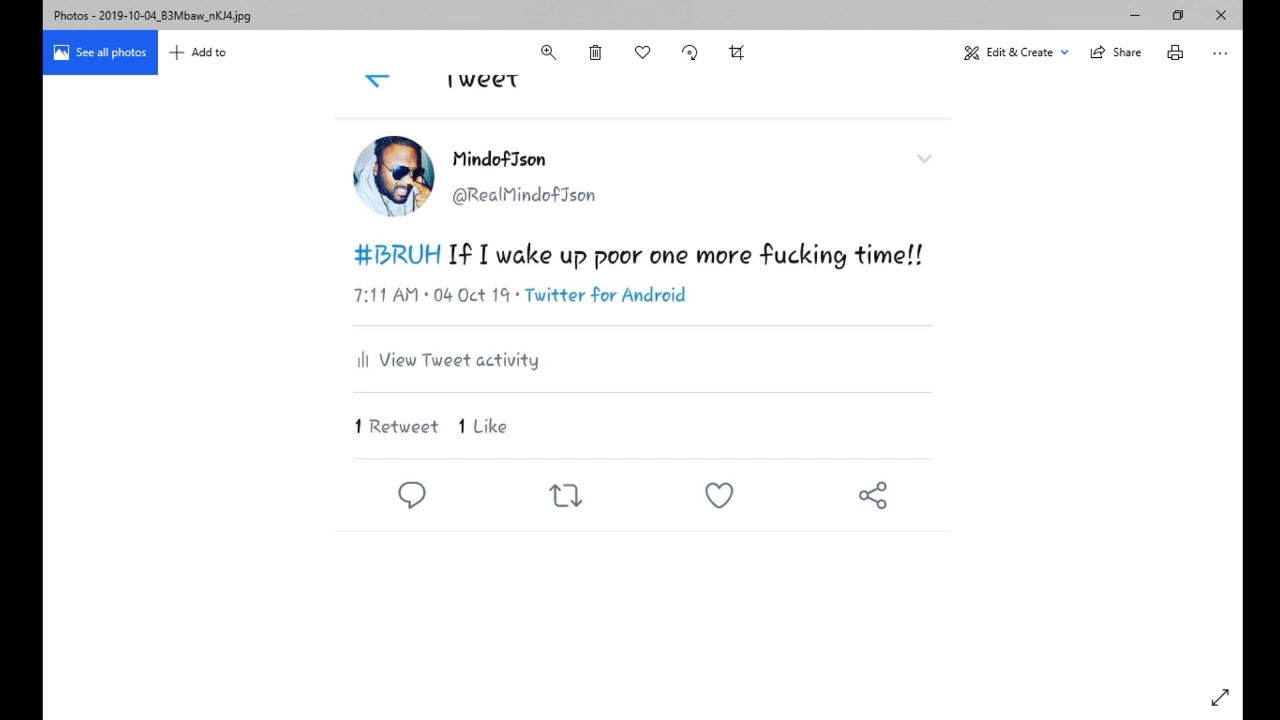 Photos - 2019-10-04_B3Mbaw_nKJ4.jpg
See all photos
Add to
Edit & Create
Share
Tweet
MindofJson
@RealMindofJson
#BRUH If I wake up poor one more fucking time!!
7:11 AM • 04 Oct 19 • Twitter for Android
View Tweet activity
1 Retweet 1 Like